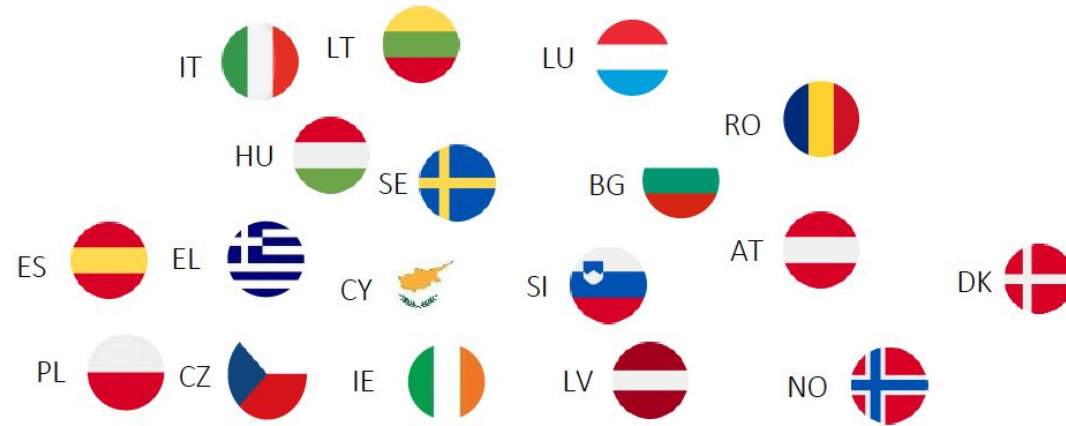 IT
LT
LU
RO
HU
SE
BG
ES
EL
CY
SI
AT
DK
PL
CZ
IE
LV
NO